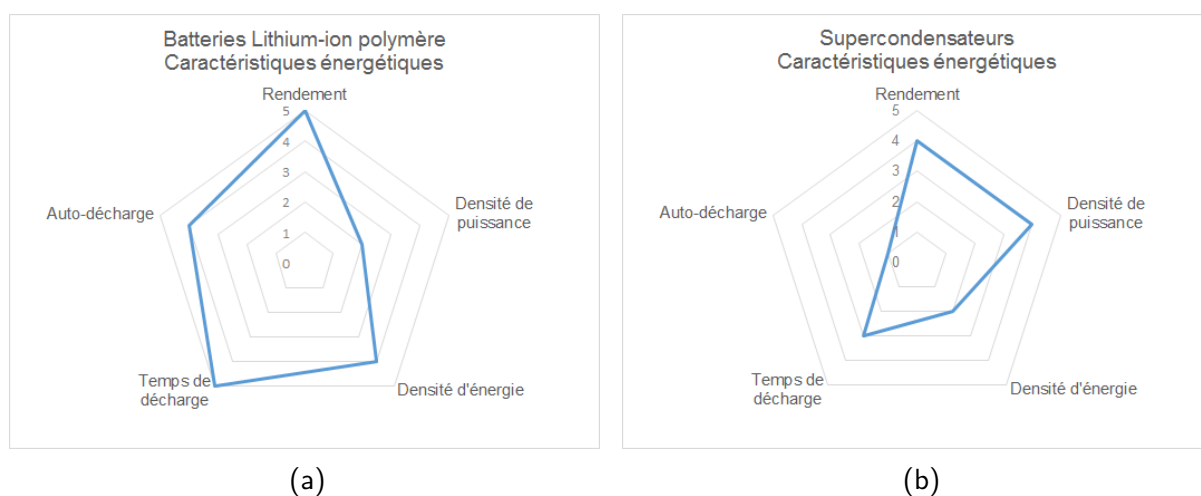 Batteries Lithium-ion polymère
Caractéristiques énergétiques
Rendement
5
4
3
2
1
0
Densité de
puissance
Densité d'énergie
Temps de
décharge
Auto-décharge
(a)
Supercondensateurs
Caractéristiques énergétiques
Rendement
5
4
3
2
1
0
Densité de
puissance
Densité d'énergie
Temps de
décharge
Auto-décharge
(b)